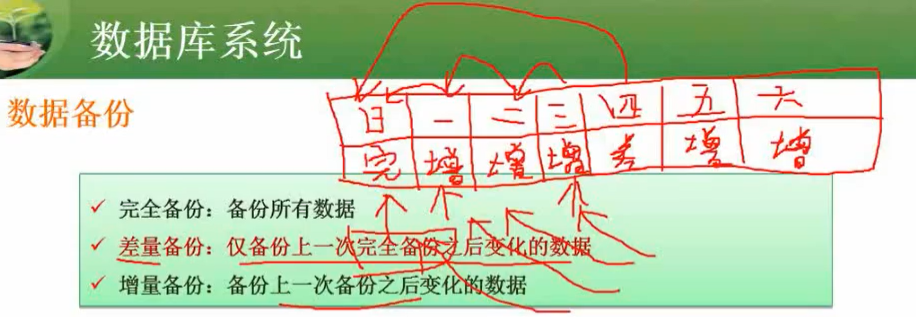 数据库系统
数据备份
日 一 二 三 四 五 六
完 增 增 增 差 增 增
✓ 完全备份：备份所有数据
✓ 差量备份：仅备份上一次完全备份之后变化的数据
✓ 增量备份：备份上一次备份之后变化的数据